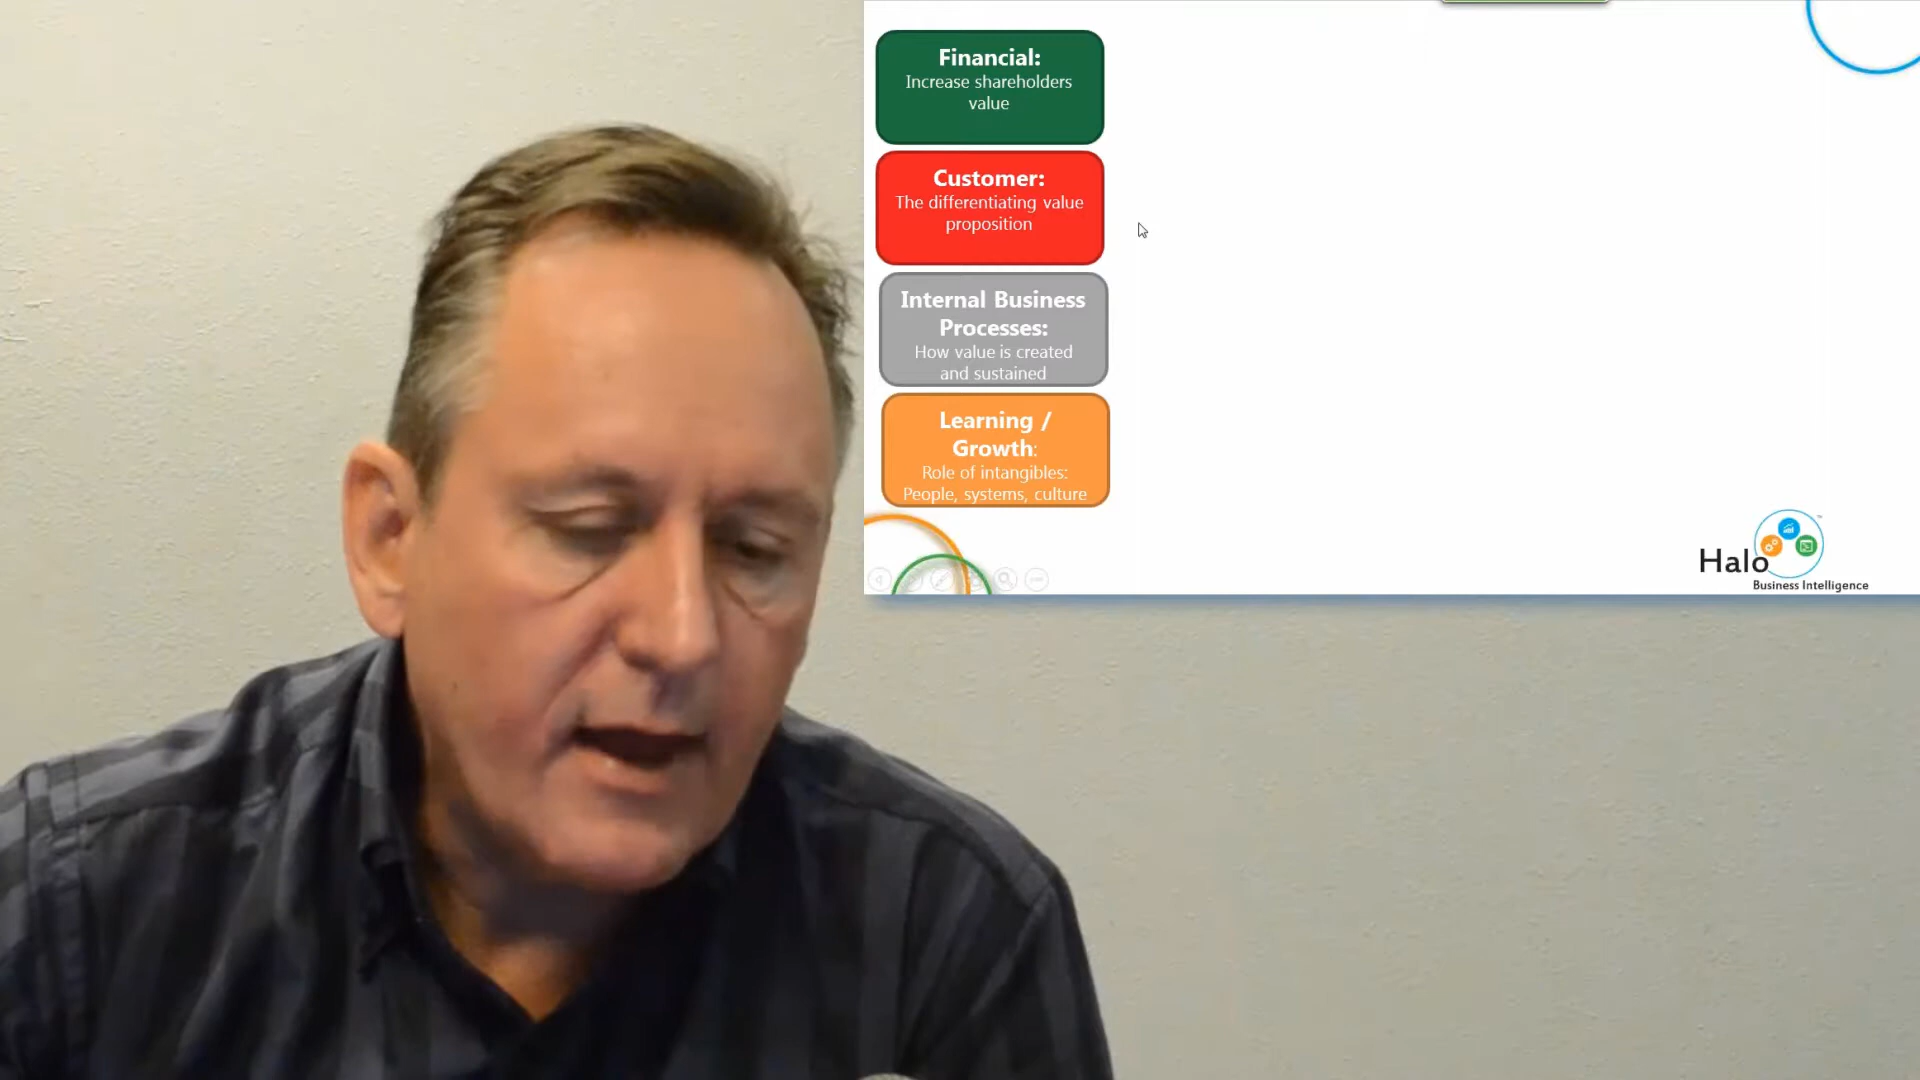 Financial:
Increase shareholders
value
Customer:
The differentiating value
proposition
Internal Business
Processes:
How value is created
and sustained
Learning /
Growth:
Role of intangibles:
People, systems, culture
Halo
Business Intelligence